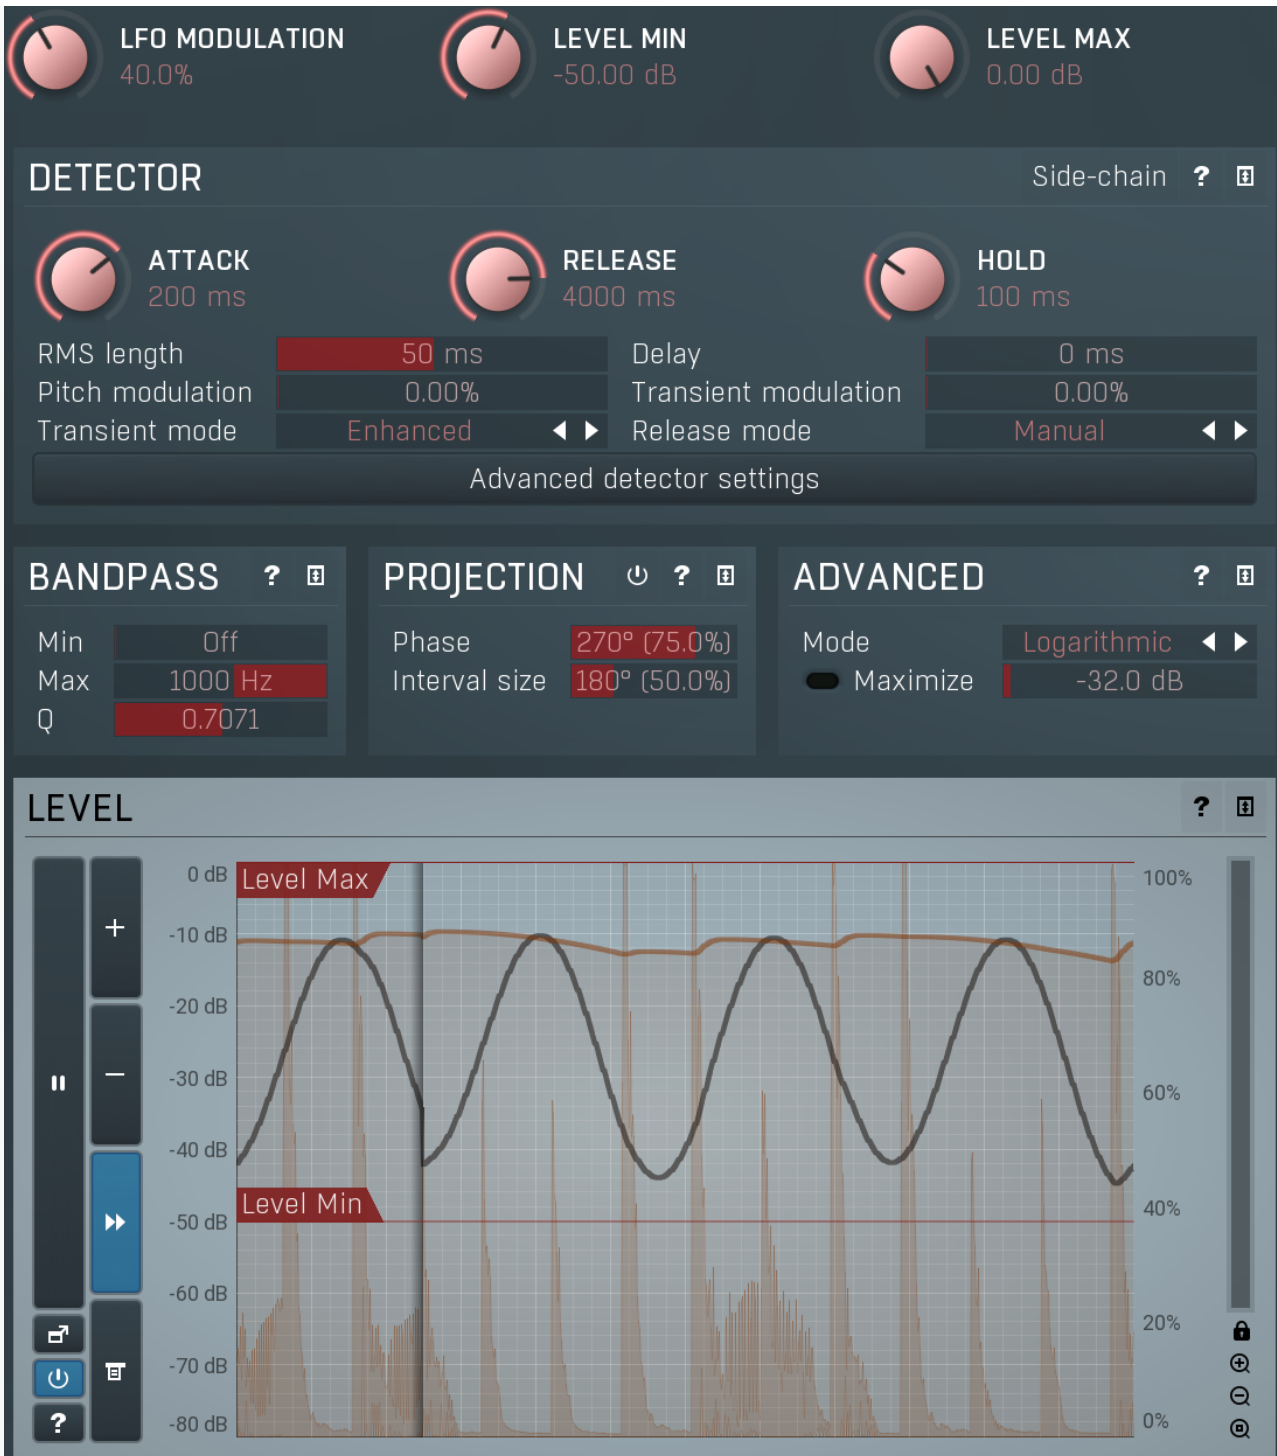 LFO MODULATION
40.0%
LEVEL MIN
-50.00 dB
LEVEL MAX
0.00 dB
DETECTOR
Side-chain ?
ATTACK
200 ms
RELEASE
4000 ms
HOLD
100 ms
RMS length 50 ms
Delay 0 ms
Pitch modulation 0.00%
Transient modulation 0.00%
Transient mode Enhanced
Release mode Manual
Advanced detector settings
BANDPASS ?
Min Off
Max 1000 Hz
Q 0.7071
PROJECTION ?
Phase 270° (75.0%)
Interval size 180° (50.0%)
ADVANCED ?
Mode Logarithmic
Maximize -32.0 dB
LEVEL ?
+
−
?
0 dB
-10 dB
-20 dB
-30 dB
-40 dB
-50 dB
-60 dB
-70 dB
-80 dB
Level Max
Level Min
100%
80%
60%
40%
20%
0%